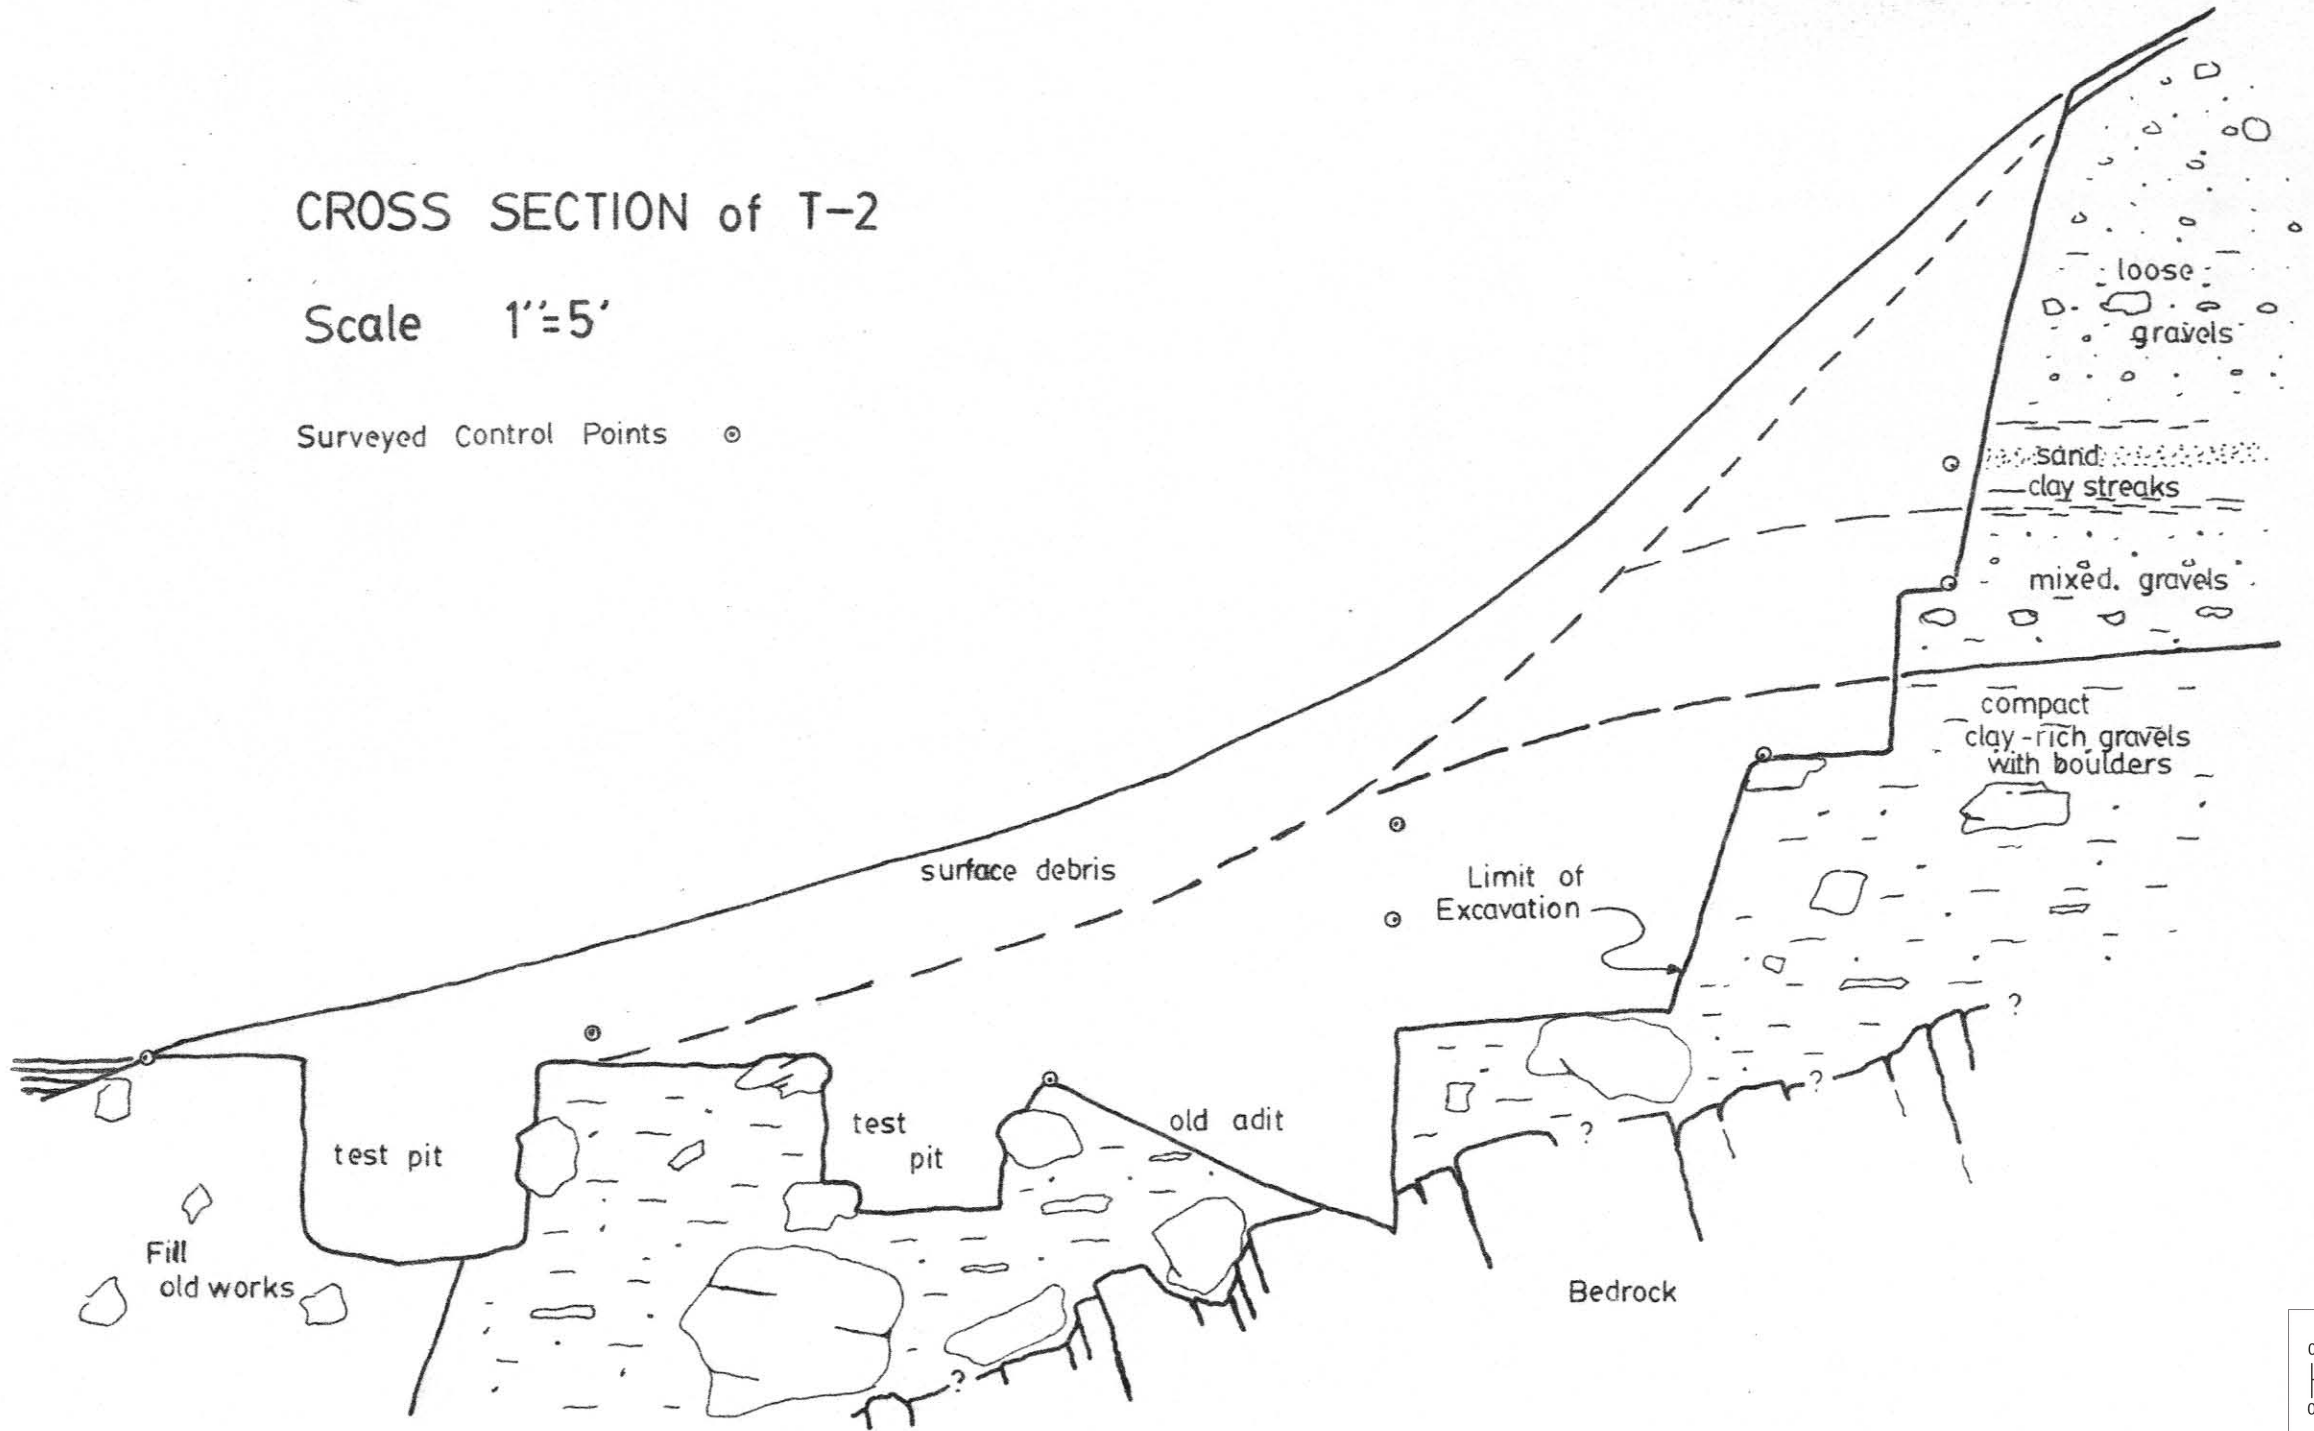 CROSS SECTION of T-2
Scale 1"=5'
Surveyed Control Points
loose
gravels
sand
clay streaks
mixed. gravels
compact
clay-rich gravels
with boulders
surface debris
Limit of
Excavation
?
?
?
test pit
test
pit
old adit
Fill
old works
Bedrock
?